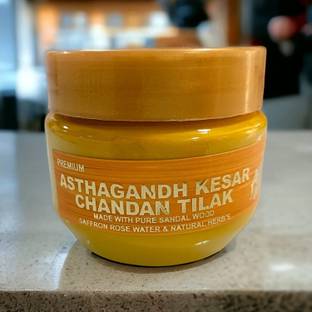 PREMIUM
ASTHAGANDH KESAR
CHANDAN TILAK
MADE WITH PURE SANDAL WOOD
SAFFRON ROSE WATER & NATURAL HERB'S